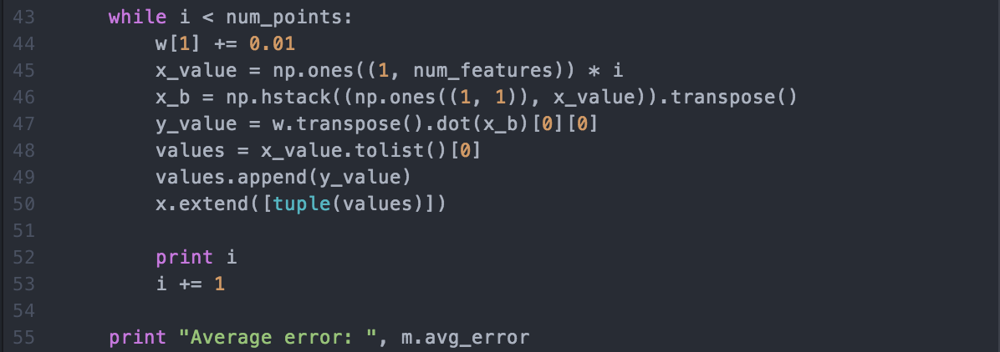 43 while i < num_points:
44 w[1] += 0.01
45 x_value = np.ones((1, num_features)) * i
46 x_b = np.hstack((np.ones((1, 1)), x_value)).transpose()
47 y_value = w.transpose().dot(x_b)[0][0]
48 values = x_value.tolist()[0]
49 values.append(y_value)
50 x.extend([tuple(values)])
51
52 print i
53 i += 1
54
55 print "Average error: ", m.avg_error